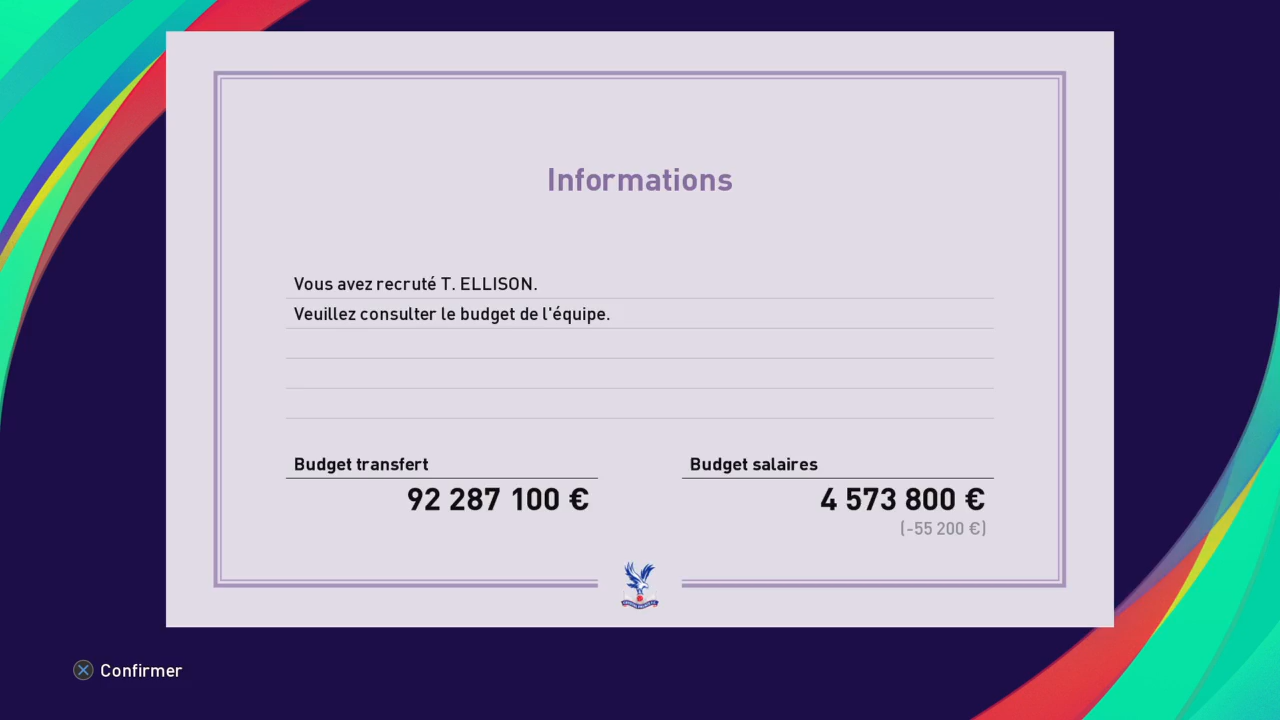 Informations
Vous avez recruté T. ELLISON.
Veuillez consulter le budget de l'équipe.
Budget transfert
92 287 100 €
Budget salaires
4 573 800 €
(-55 200 €)
Confirmer